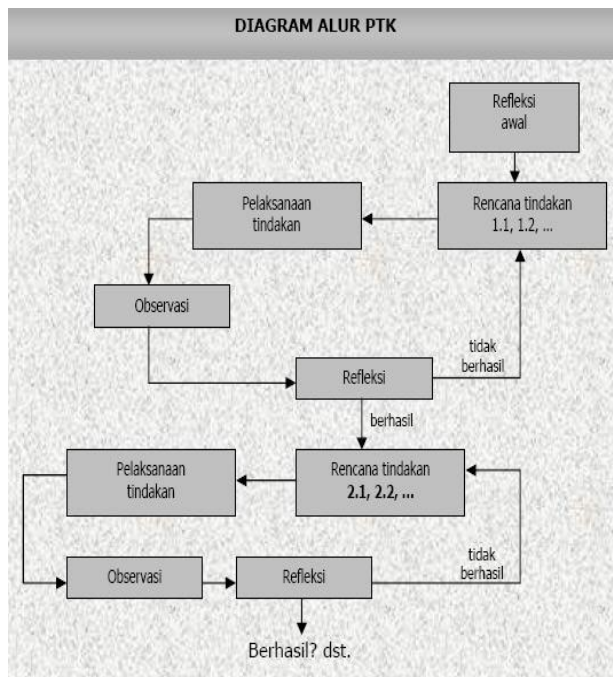 DIAGRAM ALUR PTK
Refleksi
awal
Rencana tindakan
1.1, 1.2, ...
Pelaksanaan
tindakan
Observasi
Refleksi
tidak
berhasil
berhasil
Rencana tindakan
2.1, 2.2, ...
Pelaksanaan
tindakan
Observasi
Refleksi
tidak
berhasil
Berhasil? dst.